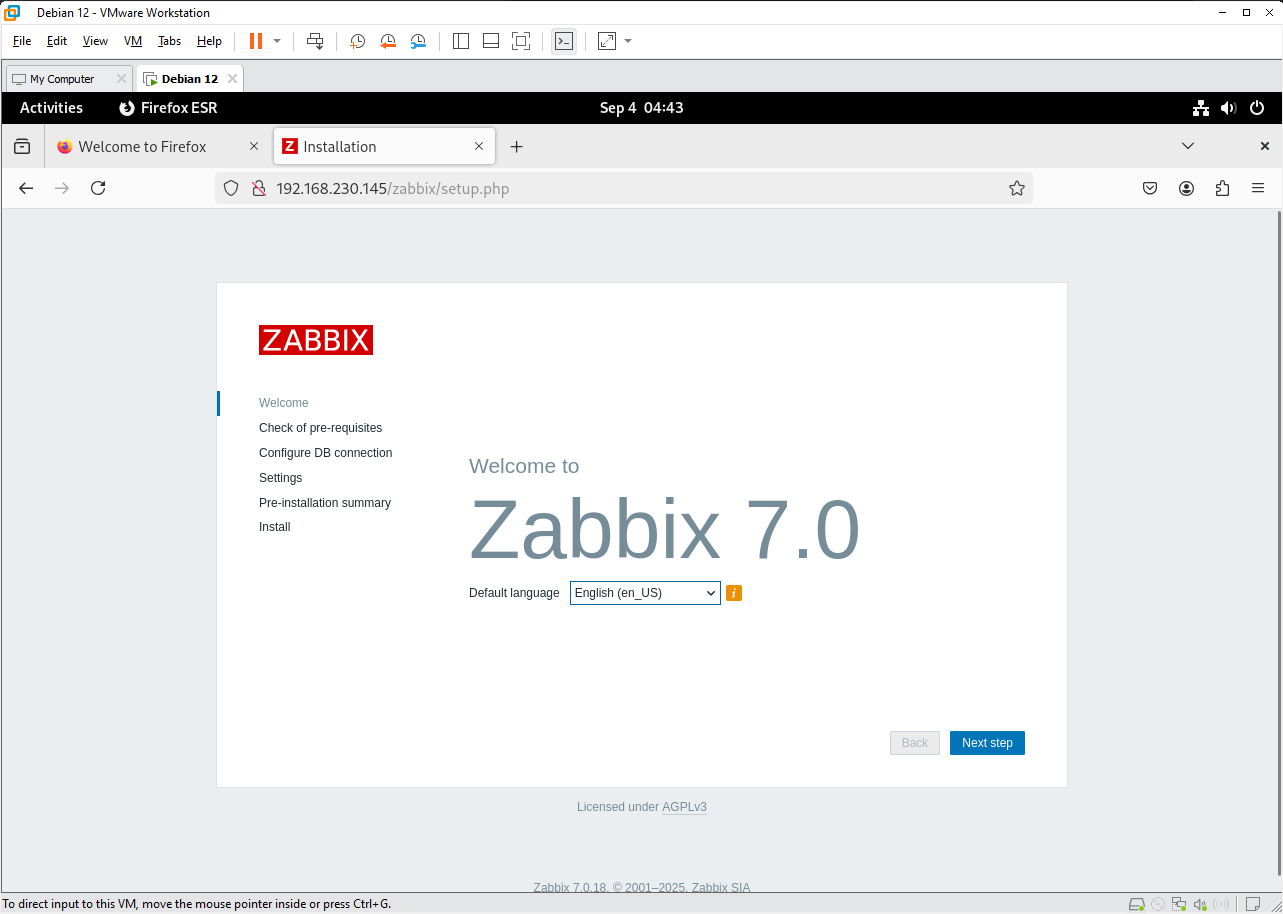 Debian 12 - VMware Workstation
File Edit View VM Tabs Help
My Computer Debian 12
Activities Firefox ESR Sep 4 04:43
Welcome to Firefox Z Installation
192.168.230.145/zabbix/setup.php
ZABBIX
Welcome
Check of pre-requisites
Configure DB connection
Settings
Pre-installation summary
Install
Welcome to
Zabbix 7.0
Default language English (en_US) i
Back Next step
Licensed under AGPLv3
Zabbix 7.0.18. © 2001–2025, Zabbix SIA
To direct input to this VM, move the mouse pointer inside or press Ctrl+G.